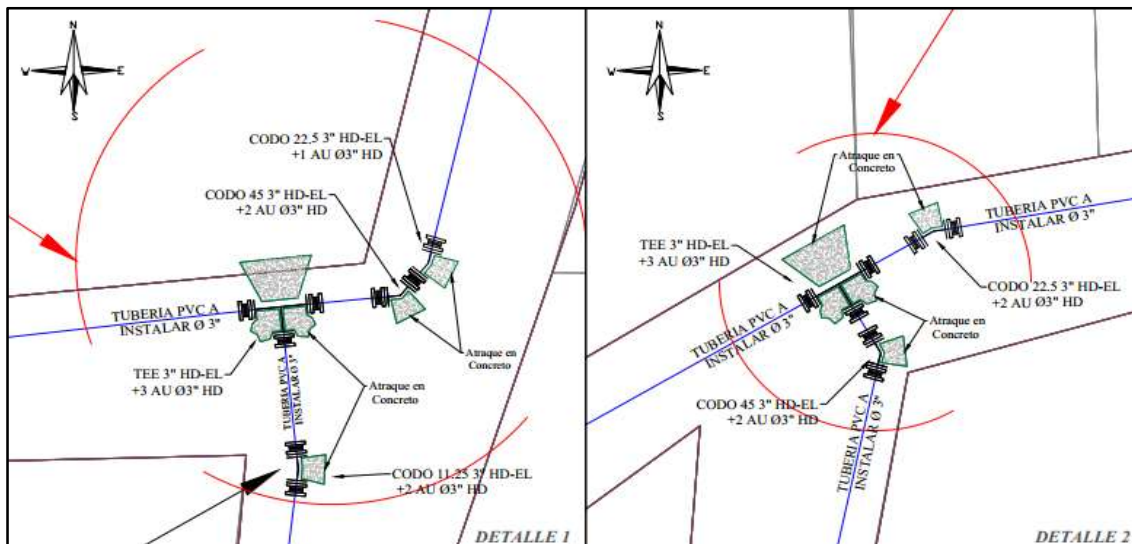 N
W E
S
CODO 22.5 3" HD-EL
+1 AU Ø3" HD
CODO 45 3" HD-EL
+2 AU Ø3" HD
TUBERIA PVC A
INSTALAR Ø 3"
TEE 3" HD-EL
+3 AU Ø3" HD
TUBERIA PVC A
INSTALAR Ø 3"
Atraque en
Concreto
Atraque en
Concreto
CODO 11.25 3" HD-EL
+2 AU Ø3" HD
DETALLE 1
N
W E
S
Atraque en
Concreto
TUBERIA PVC A
INSTALAR Ø 3"
TEE 3" HD-EL
+3 AU Ø3" HD
CODO 22.5 3" HD-EL
+2 AU Ø3" HD
TUBERIA PVC A
INSTALAR Ø 3"
Atraque en
Concreto
CODO 45 3" HD-EL
+2 AU Ø3" HD
TUBERIA PVC A
INSTALAR Ø 3"
DETALLE 2